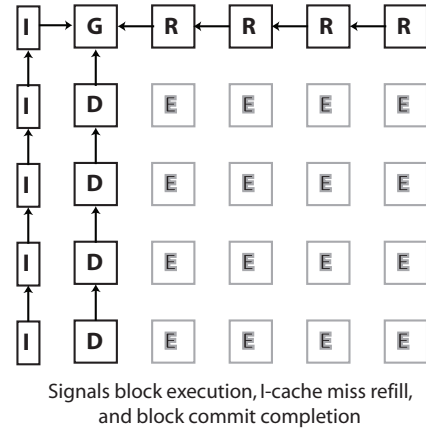 I G R R R R
I D E E E E
I D E E E E
I D E E E E
I D E E E E
Signals block execution, I-cache miss refill,
and block commit completion